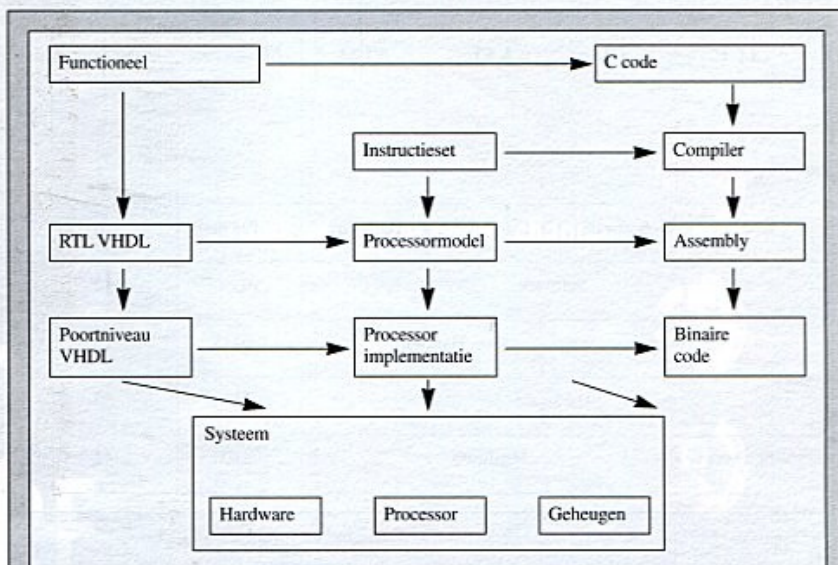 Functioneel
C code
Instructieset
Compiler
RTL VHDL
Processormodel
Assembly
Poortniveau
VHDL
Processor
implementatie
Binaire
code
Systeem
Hardware
Processor
Geheugen